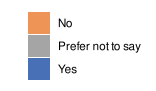 No
Prefer not to say
Yes